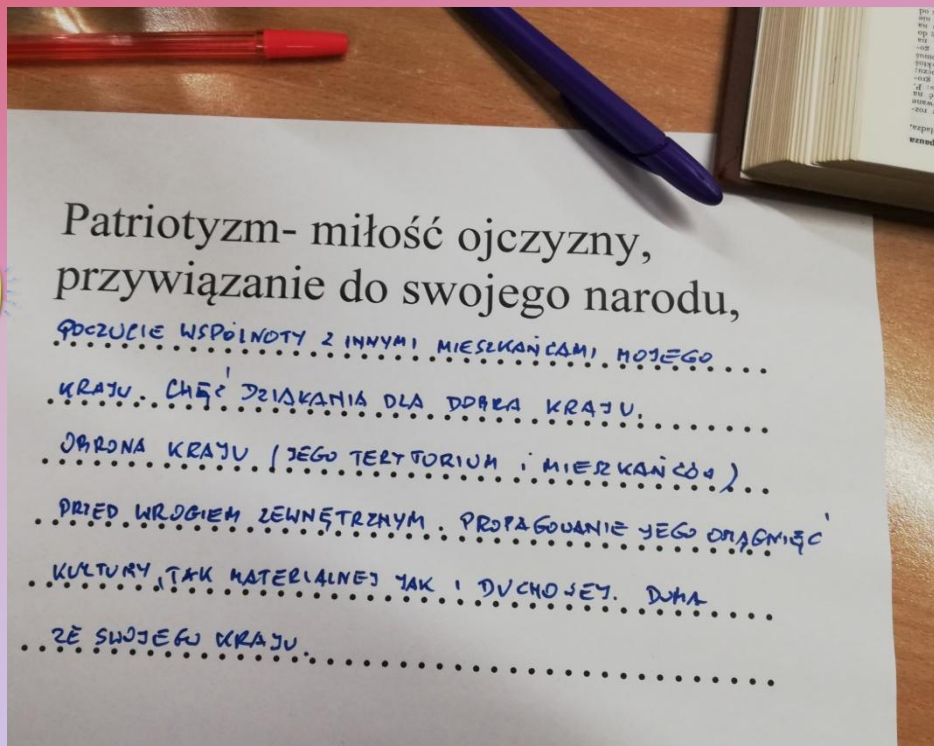 Patriotyzm- miłość ojczyzny,
przywiązanie do swojego narodu,
POCZUCIE WSPÓLNOTY Z INNYMI MIESZKAŃCAMI MOJEGO
KRAJU. CHĘĆ DZIAŁANIA DLA DOBRA KRAJU.
OBRONA KRAJU (JEGO TERYTORIUM i MIESZKAŃCÓW)
PRZED WROGIEM ZEWNĘTRZNYM. PROPAGOWANIE JEGO OSIĄGNIĘĆ
KULTURY, TAK MATERIALNEJ JAK I DUCHOWEJ. DUMA
ZE SWOJEGO KRAJU.